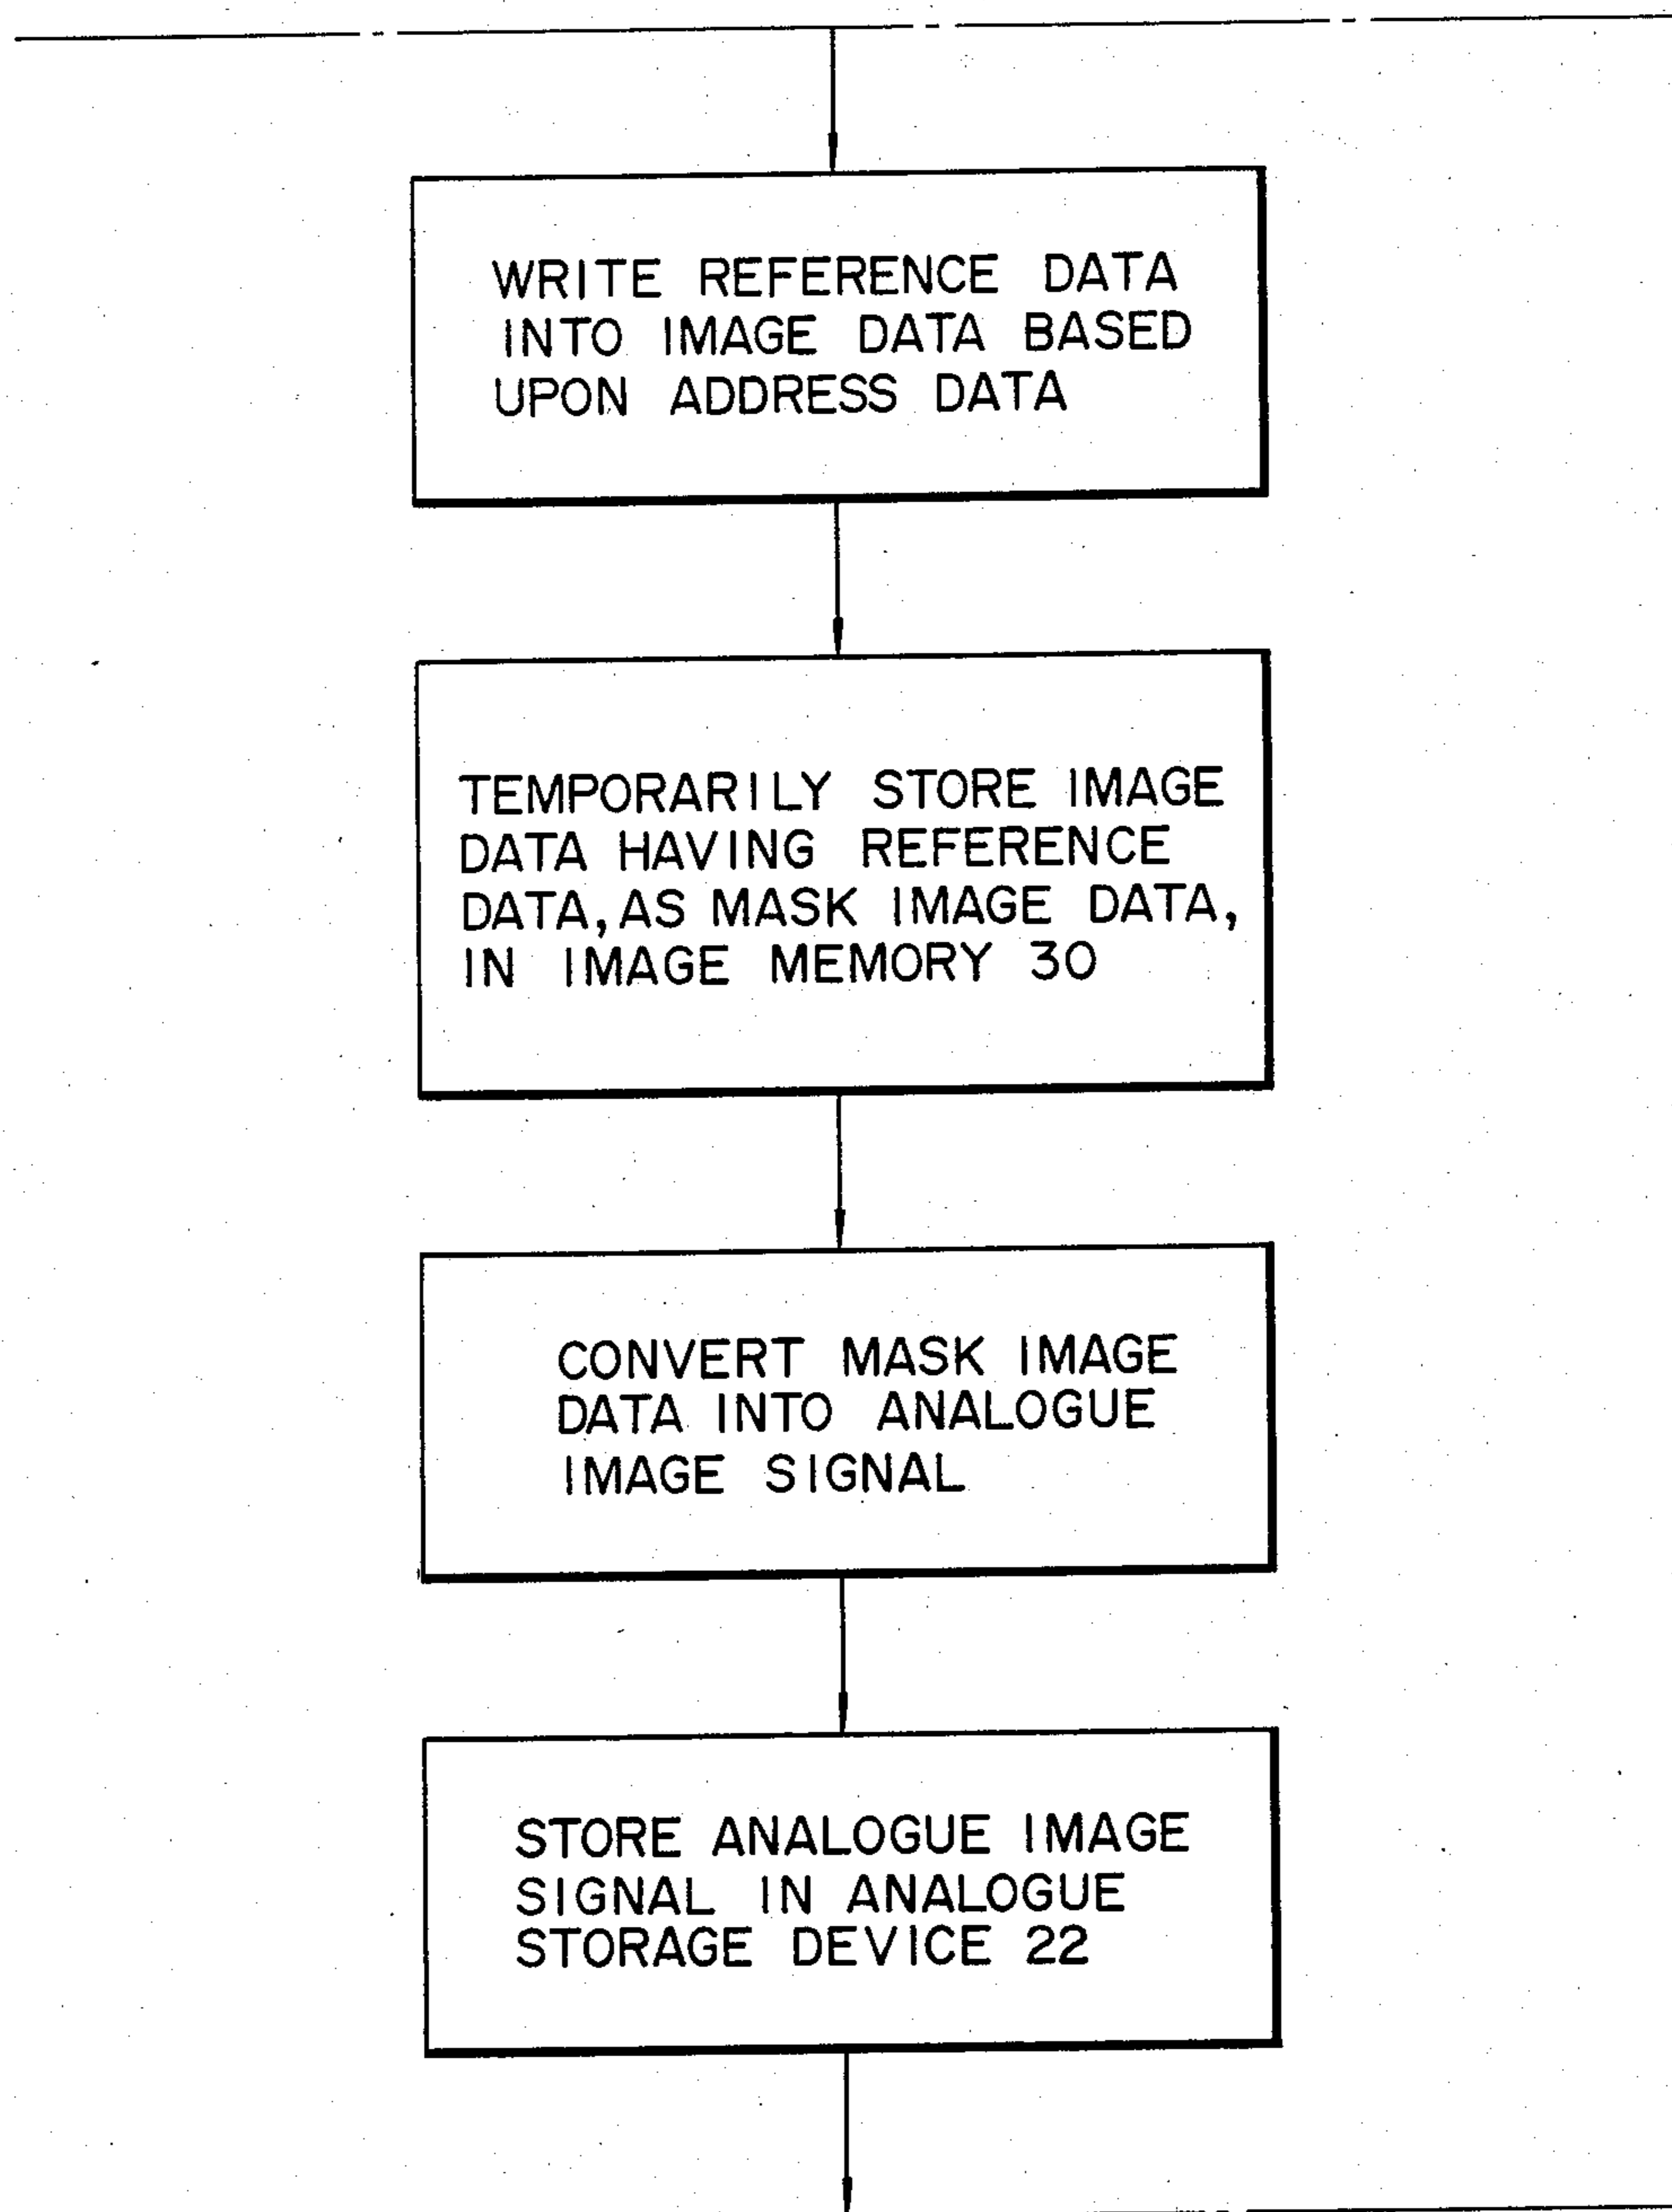 WRITE REFERENCE DATA
INTO IMAGE DATA BASED
UPON ADDRESS DATA
TEMPORARILY STORE IMAGE
DATA HAVING REFERENCE
DATA, AS MASK IMAGE DATA,
IN IMAGE MEMORY 30
CONVERT MASK IMAGE
DATA INTO ANALOGUE
IMAGE SIGNAL
STORE ANALOGUE IMAGE
SIGNAL IN ANALOGUE
STORAGE DEVICE 22